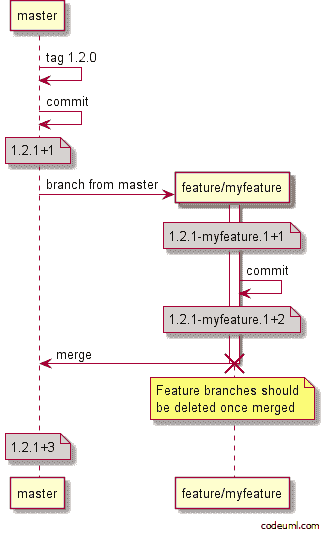 master
tag 1.2.0
commit
1.2.1+1
branch from master
feature/myfeature
1.2.1-myfeature.1+1
commit
1.2.1-myfeature.1+2
merge
Feature branches should
be deleted once merged
1.2.1+3
master
feature/myfeature
codeuml.com